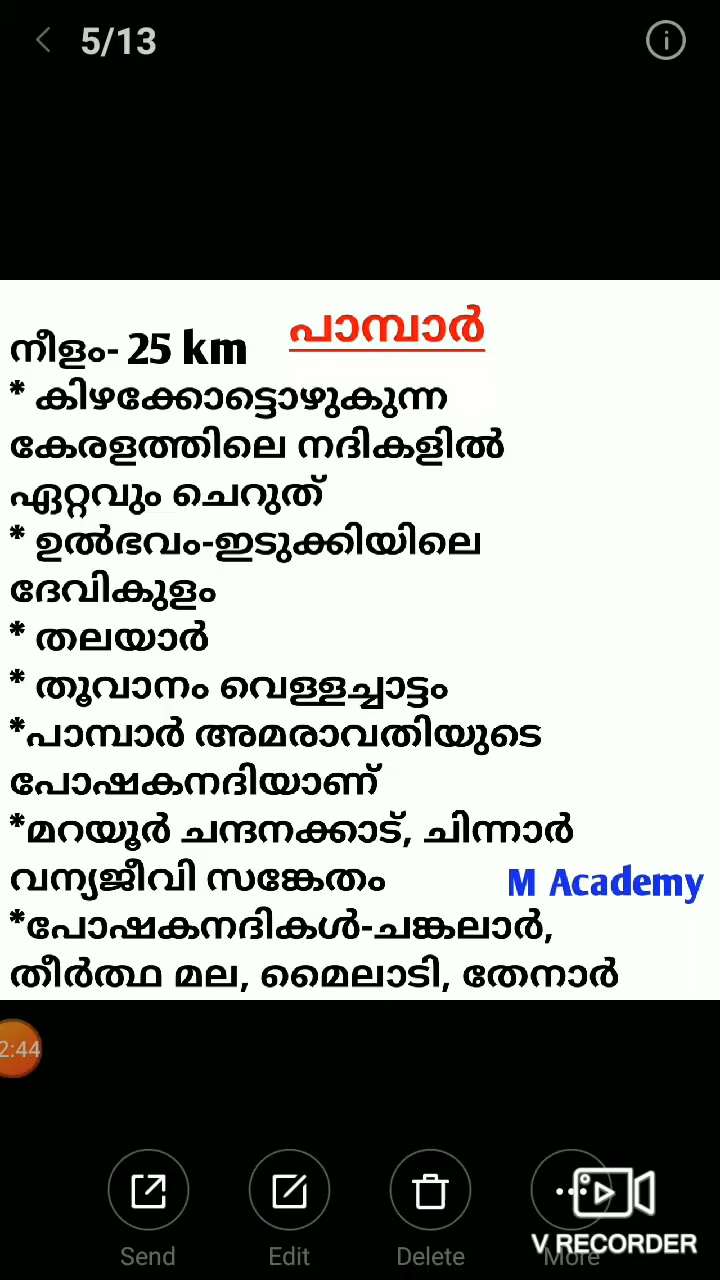 5/13
പാമ്പാർ
നീളം- 25 km
* കിഴക്കോട്ടൊഴുകുന്ന
കേരളത്തിലെ നദികളിൽ
ഏറ്റവും ചെറുത്
* ഉൽഭവം-ഇടുക്കിയിലെ
ദേവികുളം
* തലയാർ
* തൂവാനം വെള്ളച്ചാട്ടം
*പാമ്പാർ അമരാവതിയുടെ
പോഷകനദിയാണ്
*മറയൂർ ചന്ദനക്കാട്, ചിന്നാർ
വന്യജീവി സങ്കേതം
M Academy
*പോഷകനദികൾ-ചങ്കലാർ,
തീർത്ഥ മല, മൈലാടി, തേനാർ
2:44
V RECORDER
Send Edit Delete More